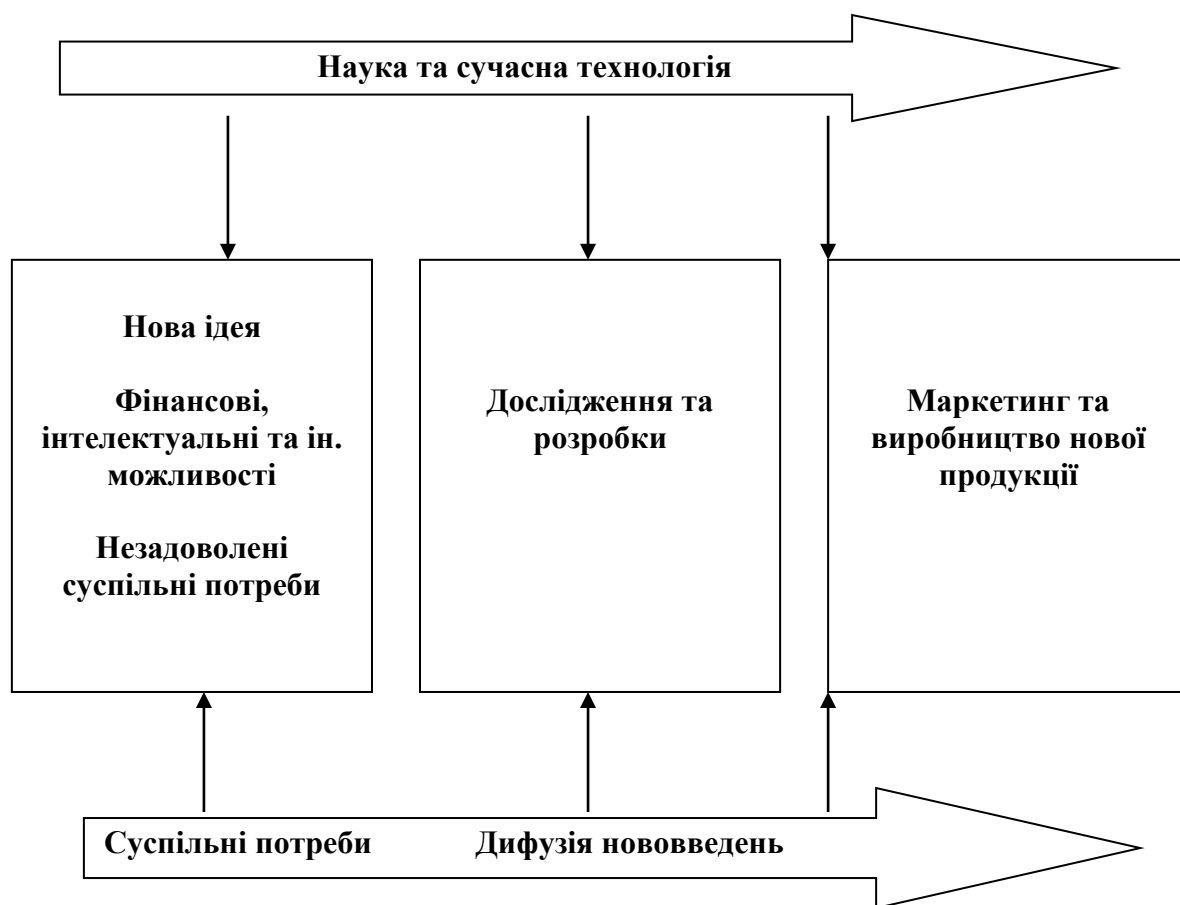 Наука та сучасна технологія
Нова ідея
Фінансові,
інтелектуальні та ін.
можливості
Незадоволені
суспільні потреби
Дослідження та
розробки
Маркетинг та
виробництво нової
продукції
Суспільні потреби
Дифузія нововведень